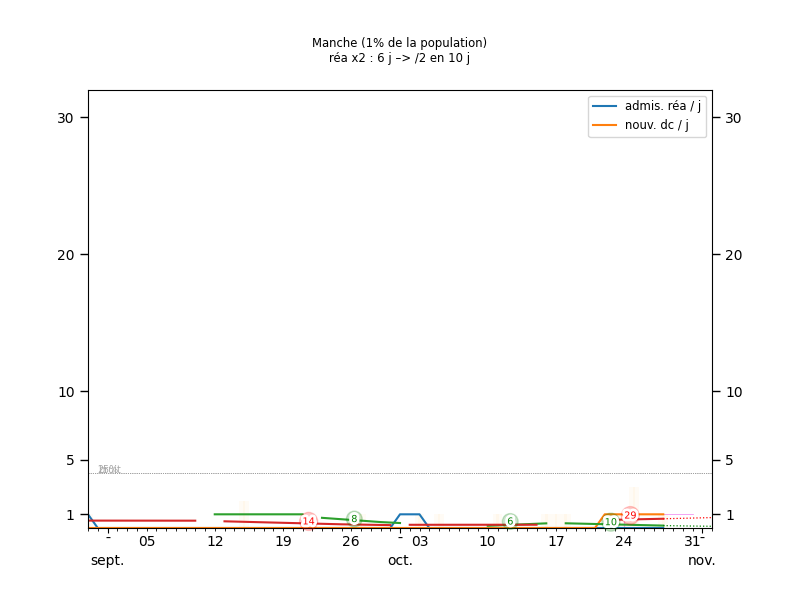 Manche (1% de la population)
réa x2 : 6 j –> /2 en 10 j
admis. réa / j
nouv. dc / j
30
30
20
20
10
10
5
5
1
1
14
8
6
10
29
- 05 12 19 26 - 03 10 17 24 31-
sept. oct. nov.